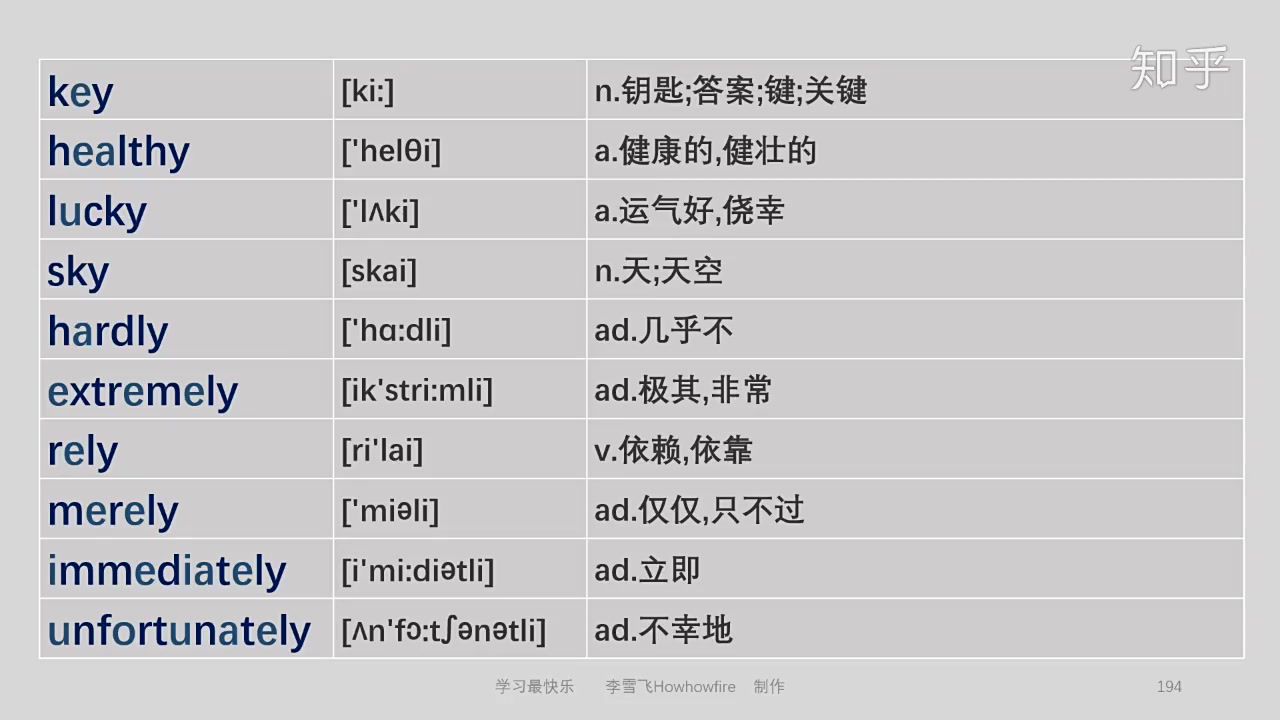 知乎
key [ki:] n.钥匙;答案;键;关键
healthy ['helθi] a.健康的,健壮的
lucky ['lʌki] a.运气好,侥幸
sky [skai] n.天;天空
hardly ['hɑ:dli] ad.几乎不
extremely [ik'stri:mli] ad.极其,非常
rely [ri'lai] v.依赖,依靠
merely ['miəli] ad.仅仅,只不过
immediately [i'mi:diətli] ad.立即
unfortunately [ʌn'fɔ:tʃənətli] ad.不幸地
学习最快乐 李雪飞Howhowfire 制作 194